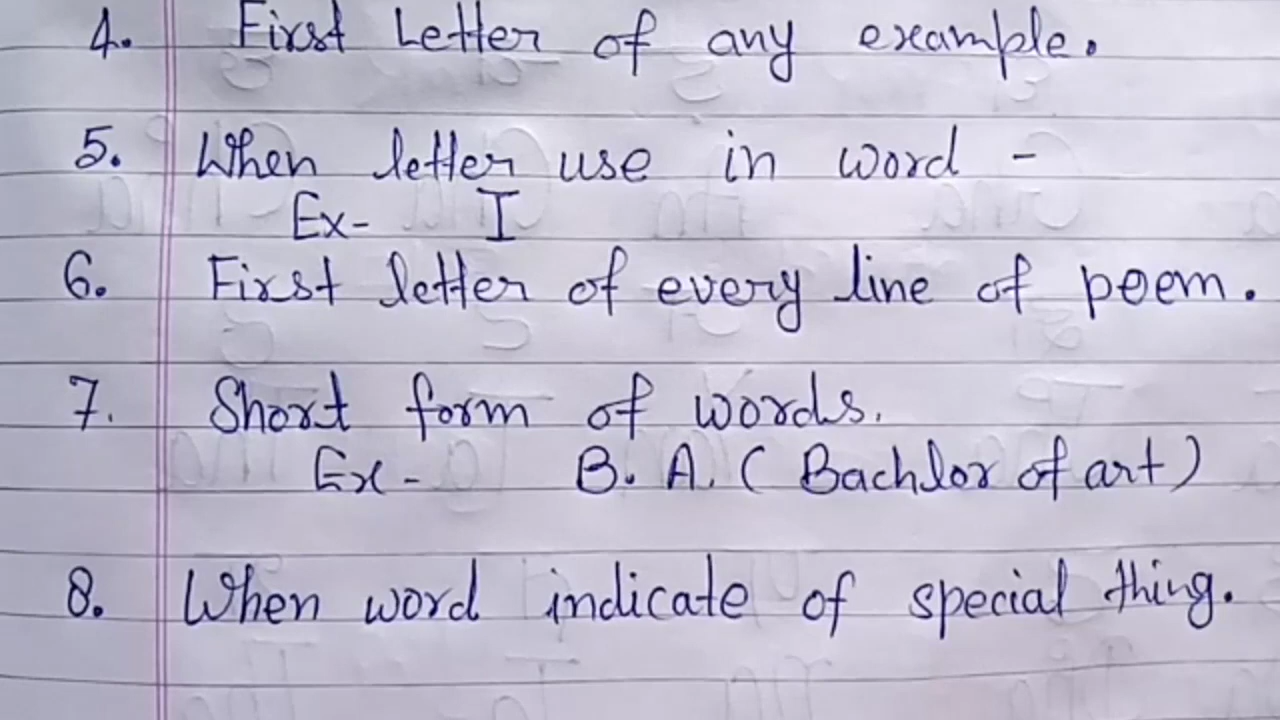 4. First Letter of any example.
5. When letter use in word -
Ex- I
6. First letter of every line of poem.
7. Short form of words.
Ex- B. A. ( Bachlor of art )
8. When word indicate of special thing.